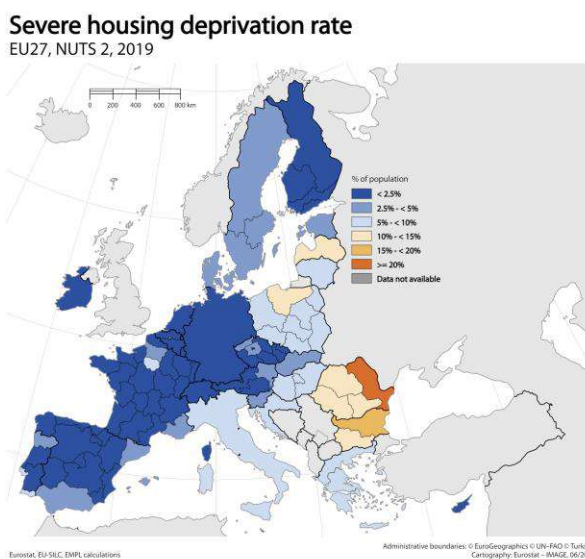 Severe housing deprivation rate
EU27, NUTS 2, 2019
0 200 400 600 800 km
% of population
< 2.5%
2.5% - < 5%
5% - < 10%
10% - < 15%
15% - < 20%
>= 20%
Data not available
Administrative boundaries: © EuroGeographics © UN–FAO © Turks
Eurostat, EU-SILC, EMPL calculations
Cartography: Eurostat – IMAGE, 06/20